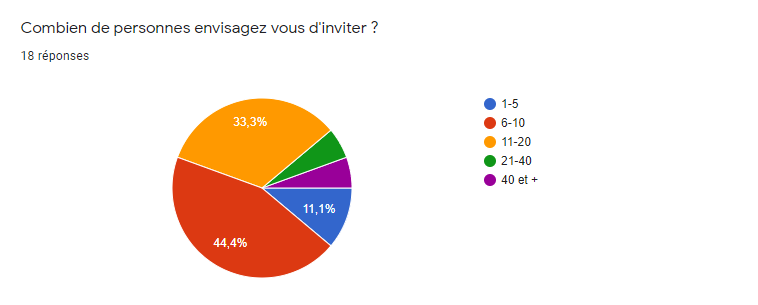 Combien de personnes envisagez vous d'inviter ?
18 réponses
33,3%
11,1%
44,4%
1-5
6-10
11-20
21-40
40 et +